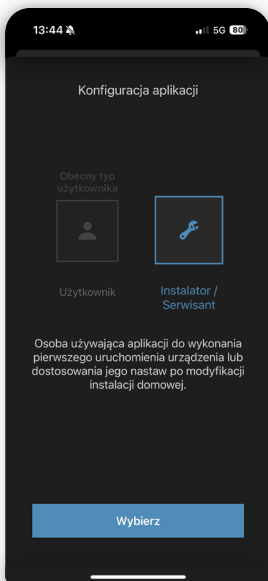 13:44
5G 80
Konfiguracja aplikacji
Obecny typ
użytkownika
Użytkownik
Instalator /
Serwisant
Osoba używająca aplikacji do wykonania
pierwszego uruchomienia urządzenia lub
dostosowania jego nastaw po modyfikacji
instalacji domowej.
Wybierz